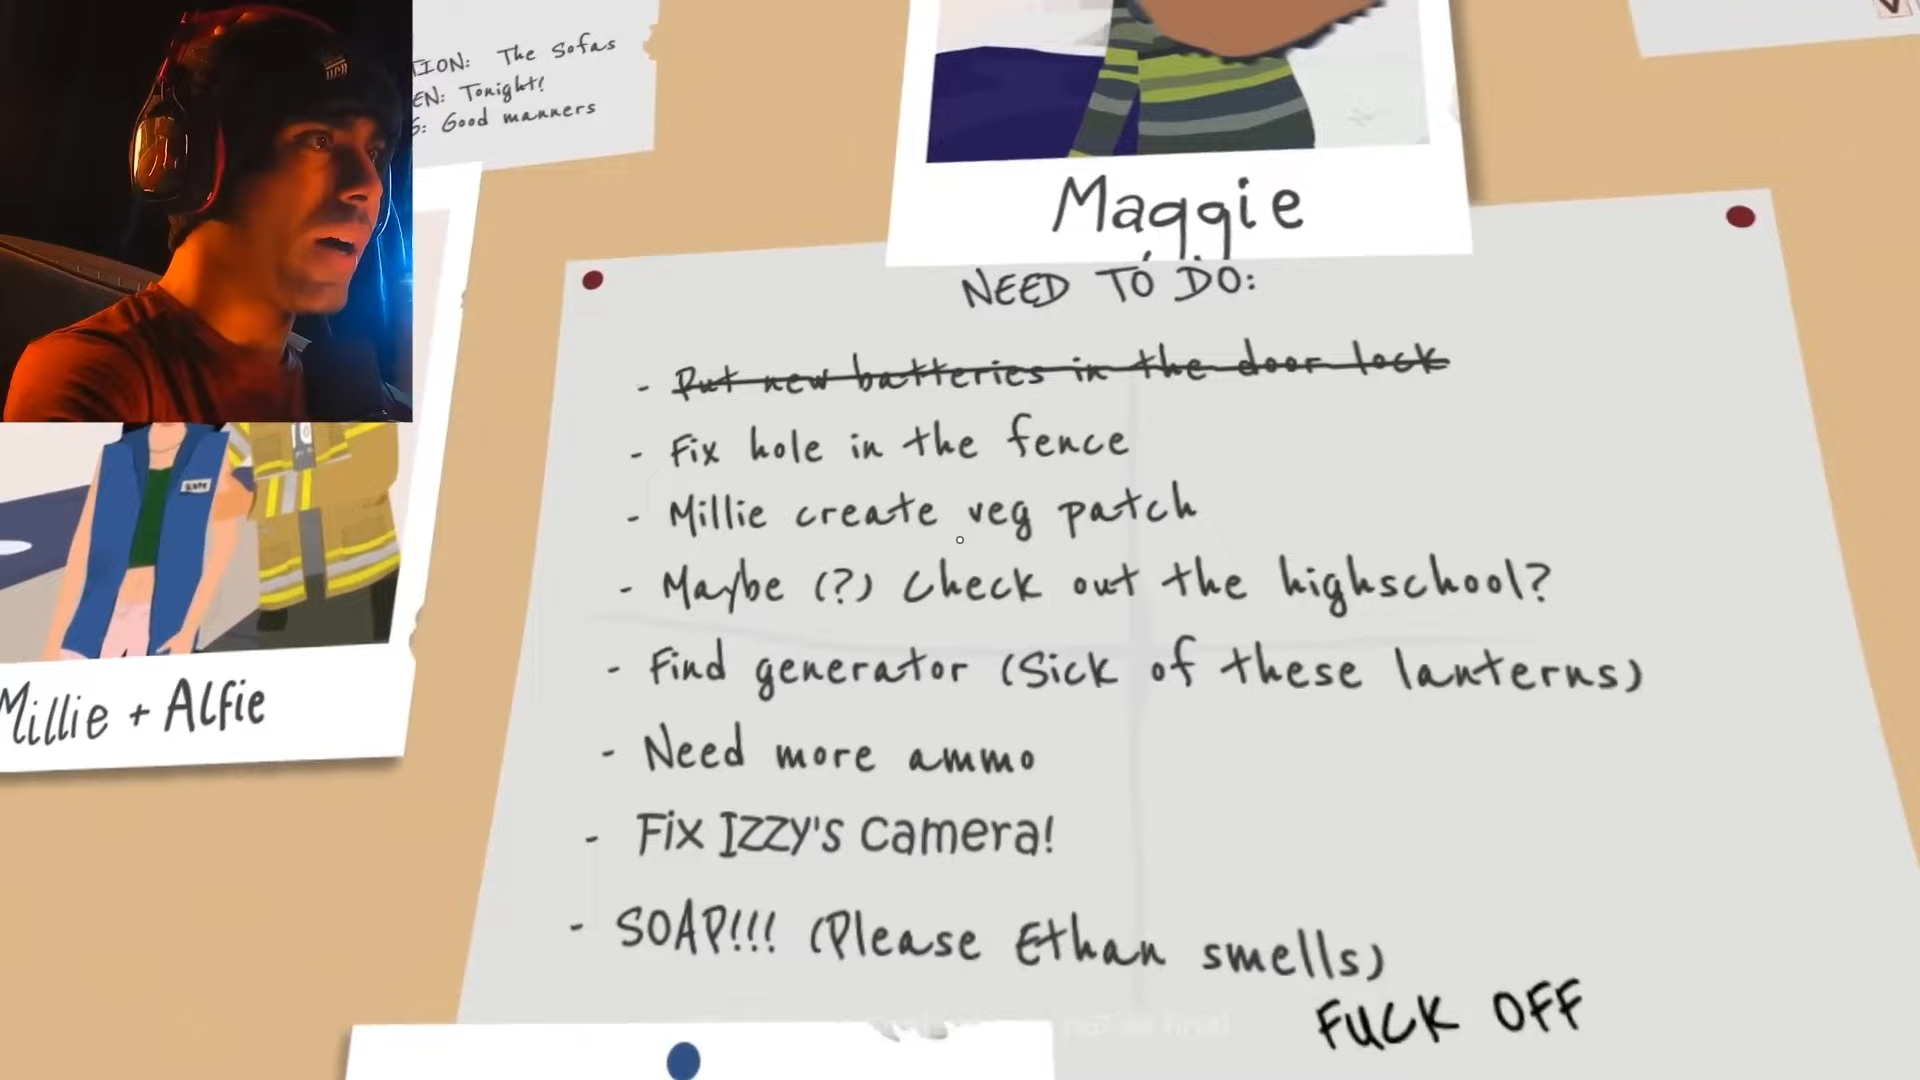 The Sofas
Tonight!
Good manners
Maggie
NEED TO DO:
- Put new batteries in the door lock
- Fix hole in the fence
- Millie create veg patch
- Maybe (?) Check out the highschool?
- Find generator (Sick of these lanterns)
- Need more ammo
- Fix Izzy's Camera!
- SOAP!!! (Please Ethan smells)
FUCK OFF
Millie + Alfie